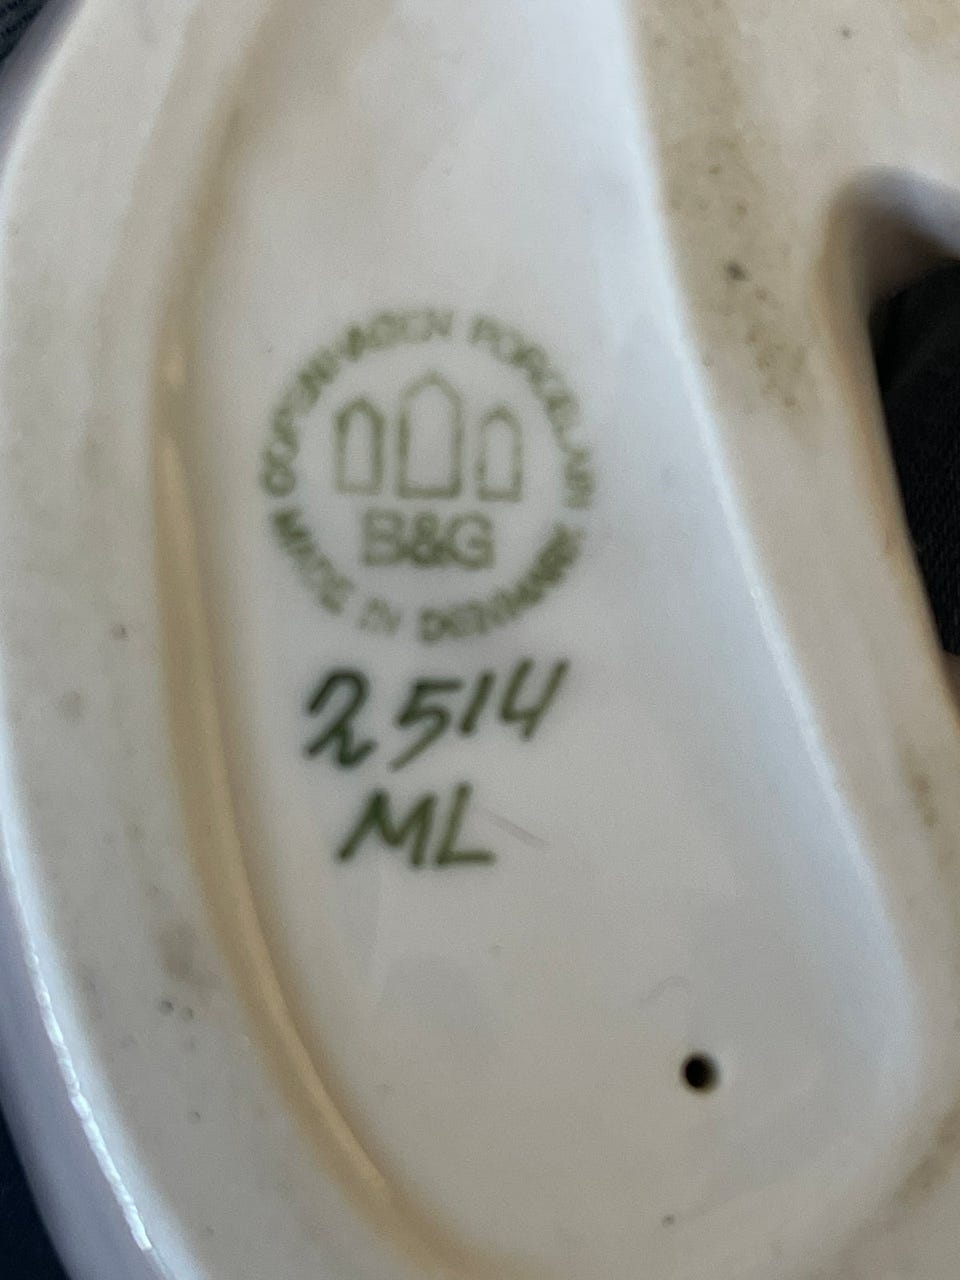 COPENHAGEN PORCELAIN
B&G
MADE IN DENMARK
2514
ML